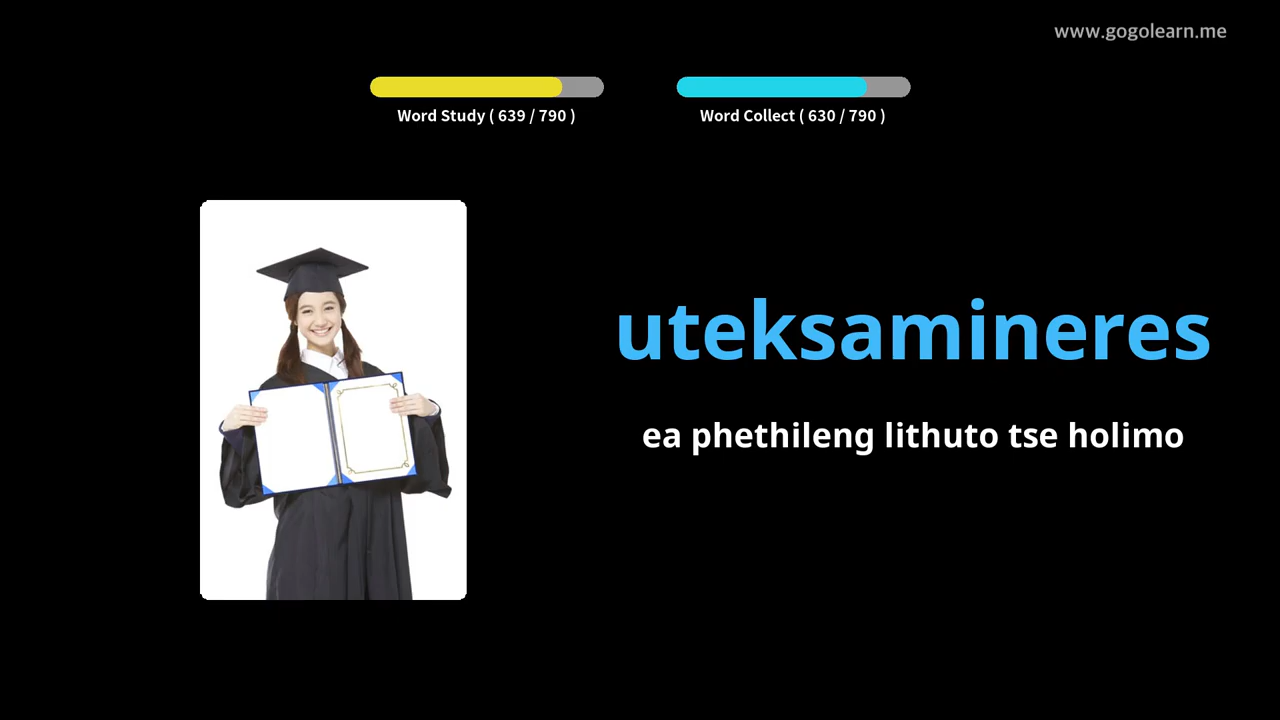 www.gogolearn.me
Word Study ( 639 / 790 )
Word Collect ( 630 / 790 )
uteksamineres
ea phethileng lithuto tse holimo